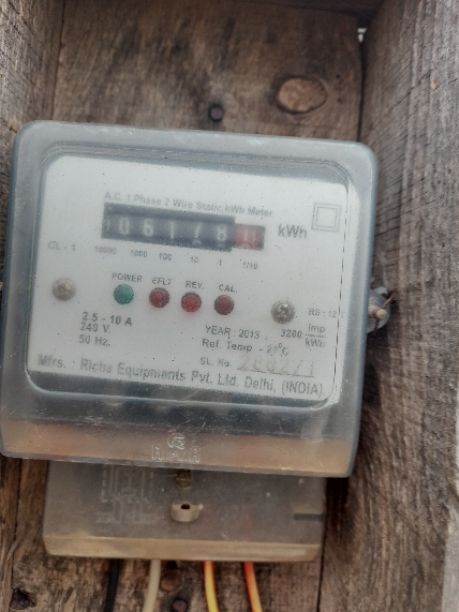 A.C. 1 Phase 2 Wire Static kWh Meter
06178
kWh
CL - 1
10000 1000 100 10 1 1/10
POWER EFLT REV. CAL.
2.5 - 10 A
240 V.
50 Hz.
YEAR : 2013
3200 imp
kWh
Ref. Temp. - 27°C
SL. No. 288271
Mfrs. : Richa Equipments Pvt. Ltd. Delhi, (INDIA)